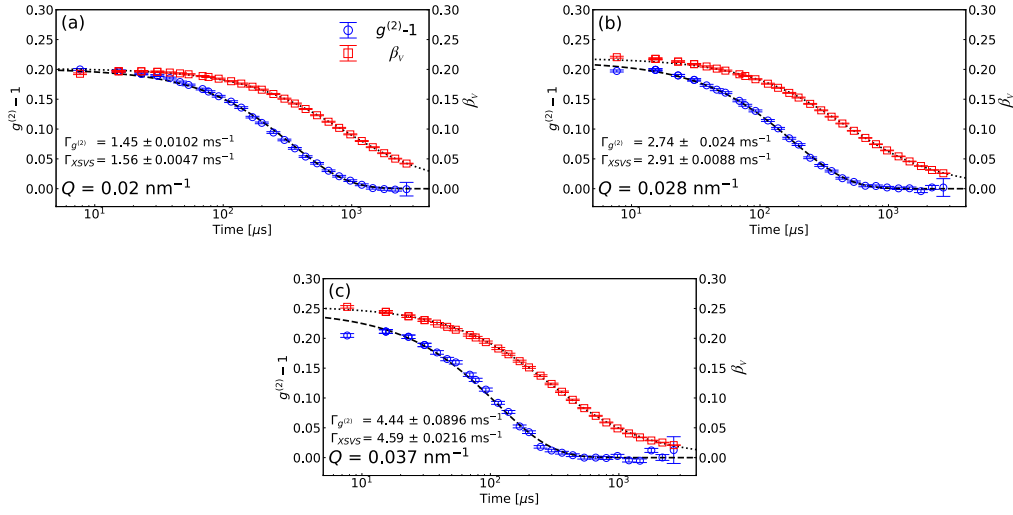 (a)
g⁽²⁾-1
βᵥ
0.30
0.25
0.20
0.15
0.10
0.05
0.00
g⁽²⁾ − 1
Γg⁽²⁾ = 1.45 ± 0.0102 ms⁻¹
ΓXSVS = 1.56 ± 0.0047 ms⁻¹
Q = 0.02 nm⁻¹
0.30
0.25
0.20
0.15
0.10
0.05
0.00
βᵥ
10¹ 10² 10³
Time [μs]
(b)
0.30
0.25
0.20
0.15
0.10
0.05
0.00
g⁽²⁾ − 1
Γg⁽²⁾ = 2.74 ± 0.024 ms⁻¹
ΓXSVS = 2.91 ± 0.0088 ms⁻¹
Q = 0.028 nm⁻¹
0.30
0.25
0.20
0.15
0.10
0.05
0.00
βᵥ
10¹ 10² 10³
Time [μs]
(c)
0.30
0.25
0.20
0.15
0.10
0.05
0.00
g⁽²⁾ − 1
Γg⁽²⁾ = 4.44 ± 0.0896 ms⁻¹
ΓXSVS = 4.59 ± 0.0216 ms⁻¹
Q = 0.037 nm⁻¹
0.30
0.25
0.20
0.15
0.10
0.05
0.00
βᵥ
10¹ 10² 10³
Time [μs]